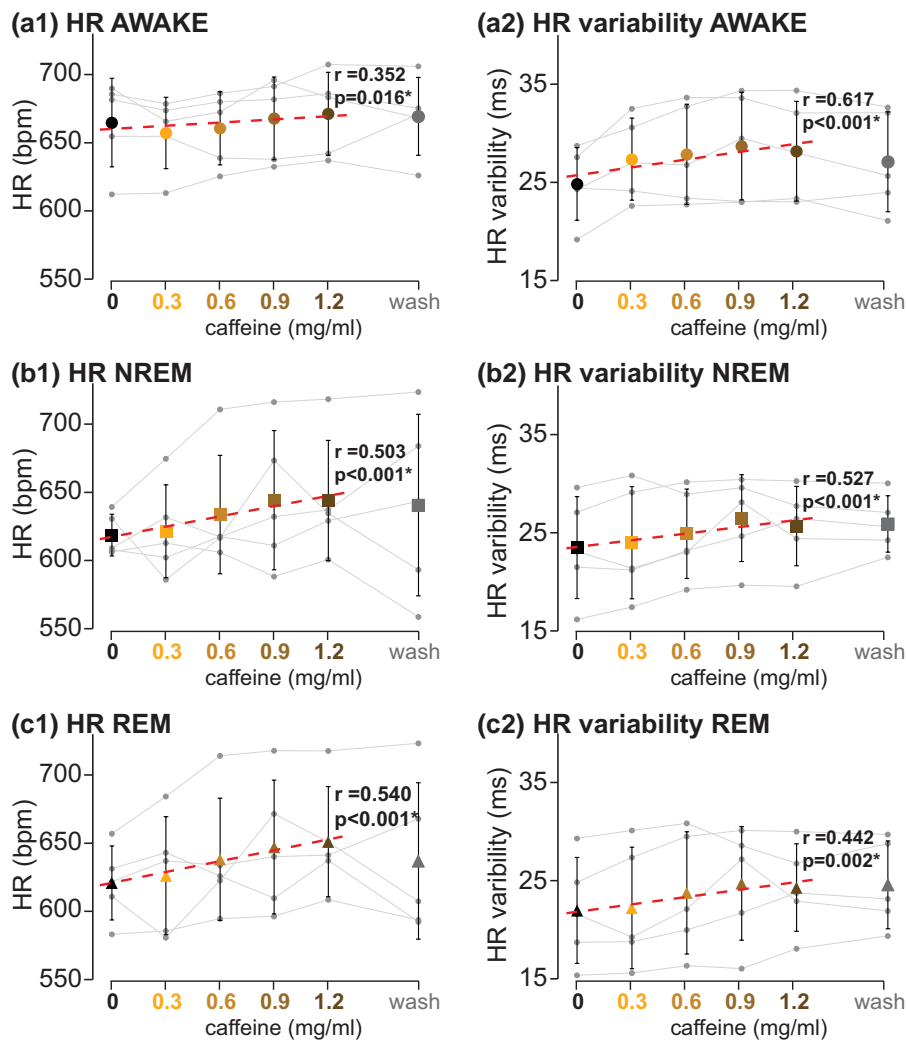 (a1) HR AWAKE
HR (bpm)
700
650
600
550
r =0.352
p=0.016*
0 0.3 0.6 0.9 1.2 wash
caffeine (mg/ml)
(a2) HR variability AWAKE
HR varibility (ms)
35
25
15
r =0.617
p<0.001*
0 0.3 0.6 0.9 1.2 wash
caffeine (mg/ml)
(b1) HR NREM
HR (bpm)
700
650
600
550
r =0.503
p<0.001*
0 0.3 0.6 0.9 1.2 wash
caffeine (mg/ml)
(b2) HR variability NREM
HR varibility (ms)
35
25
15
r =0.527
p<0.001*
0 0.3 0.6 0.9 1.2 wash
caffeine (mg/ml)
(c1) HR REM
HR (bpm)
700
650
600
550
r =0.540
p<0.001*
0 0.3 0.6 0.9 1.2 wash
caffeine (mg/ml)
(c2) HR variability REM
HR varibility (ms)
35
25
15
r =0.442
p=0.002*
0 0.3 0.6 0.9 1.2 wash
caffeine (mg/ml)